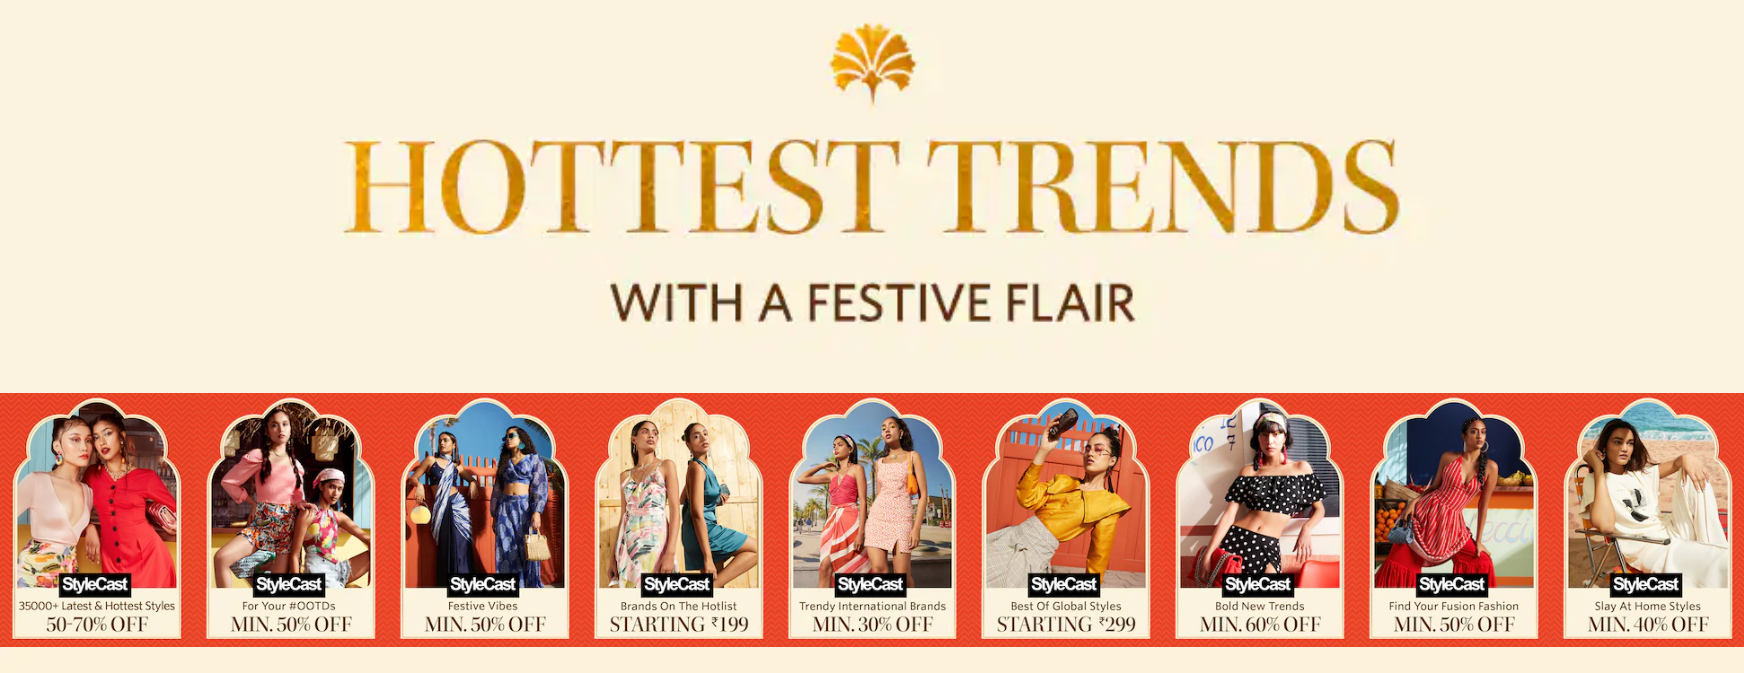 HOTTEST TRENDS
WITH A FESTIVE FLAIR
StyleCast
35000+ Latest & Hottest Styles
50-70% OFF
StyleCast
For Your #OOTDs
MIN. 50% OFF
StyleCast
Festive Vibes
MIN. 50% OFF
StyleCast
Brands On The Hotlist
STARTING ₹199
StyleCast
Trendy International Brands
MIN. 30% OFF
StyleCast
Best Of Global Styles
STARTING ₹299
StyleCast
Bold New Trends
MIN. 60% OFF
StyleCast
Find Your Fusion Fashion
MIN. 50% OFF
StyleCast
Slay At Home Styles
MIN. 40% OFF